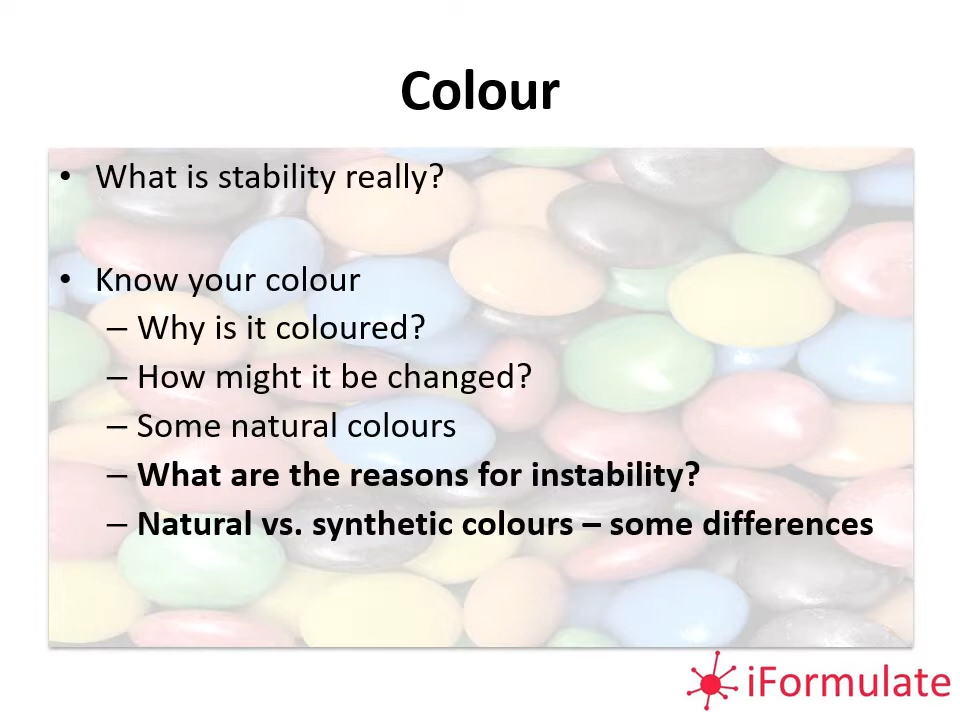 Colour
• What is stability really?
• Know your colour
– Why is it coloured?
– How might it be changed?
– Some natural colours
– What are the reasons for instability?
– Natural vs. synthetic colours – some differences
iFormulate